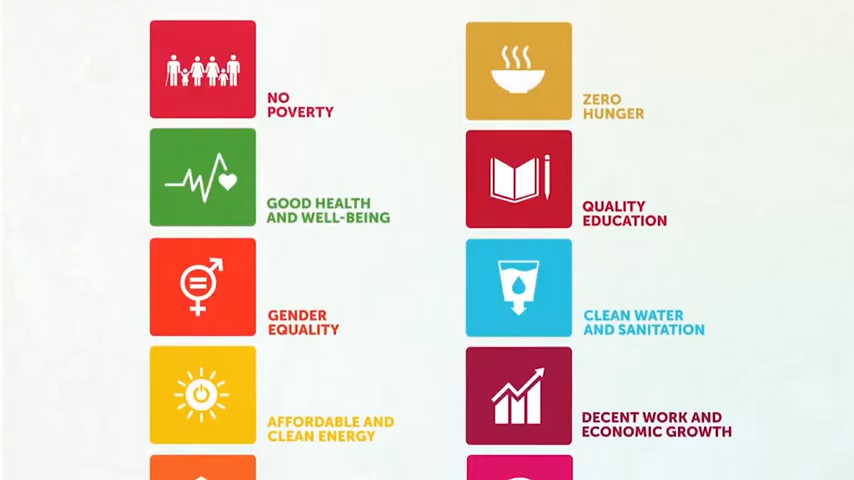 NO
POVERTY
ZERO
HUNGER
GOOD HEALTH
AND WELL-BEING
QUALITY
EDUCATION
GENDER
EQUALITY
CLEAN WATER
AND SANITATION
AFFORDABLE AND
CLEAN ENERGY
DECENT WORK AND
ECONOMIC GROWTH